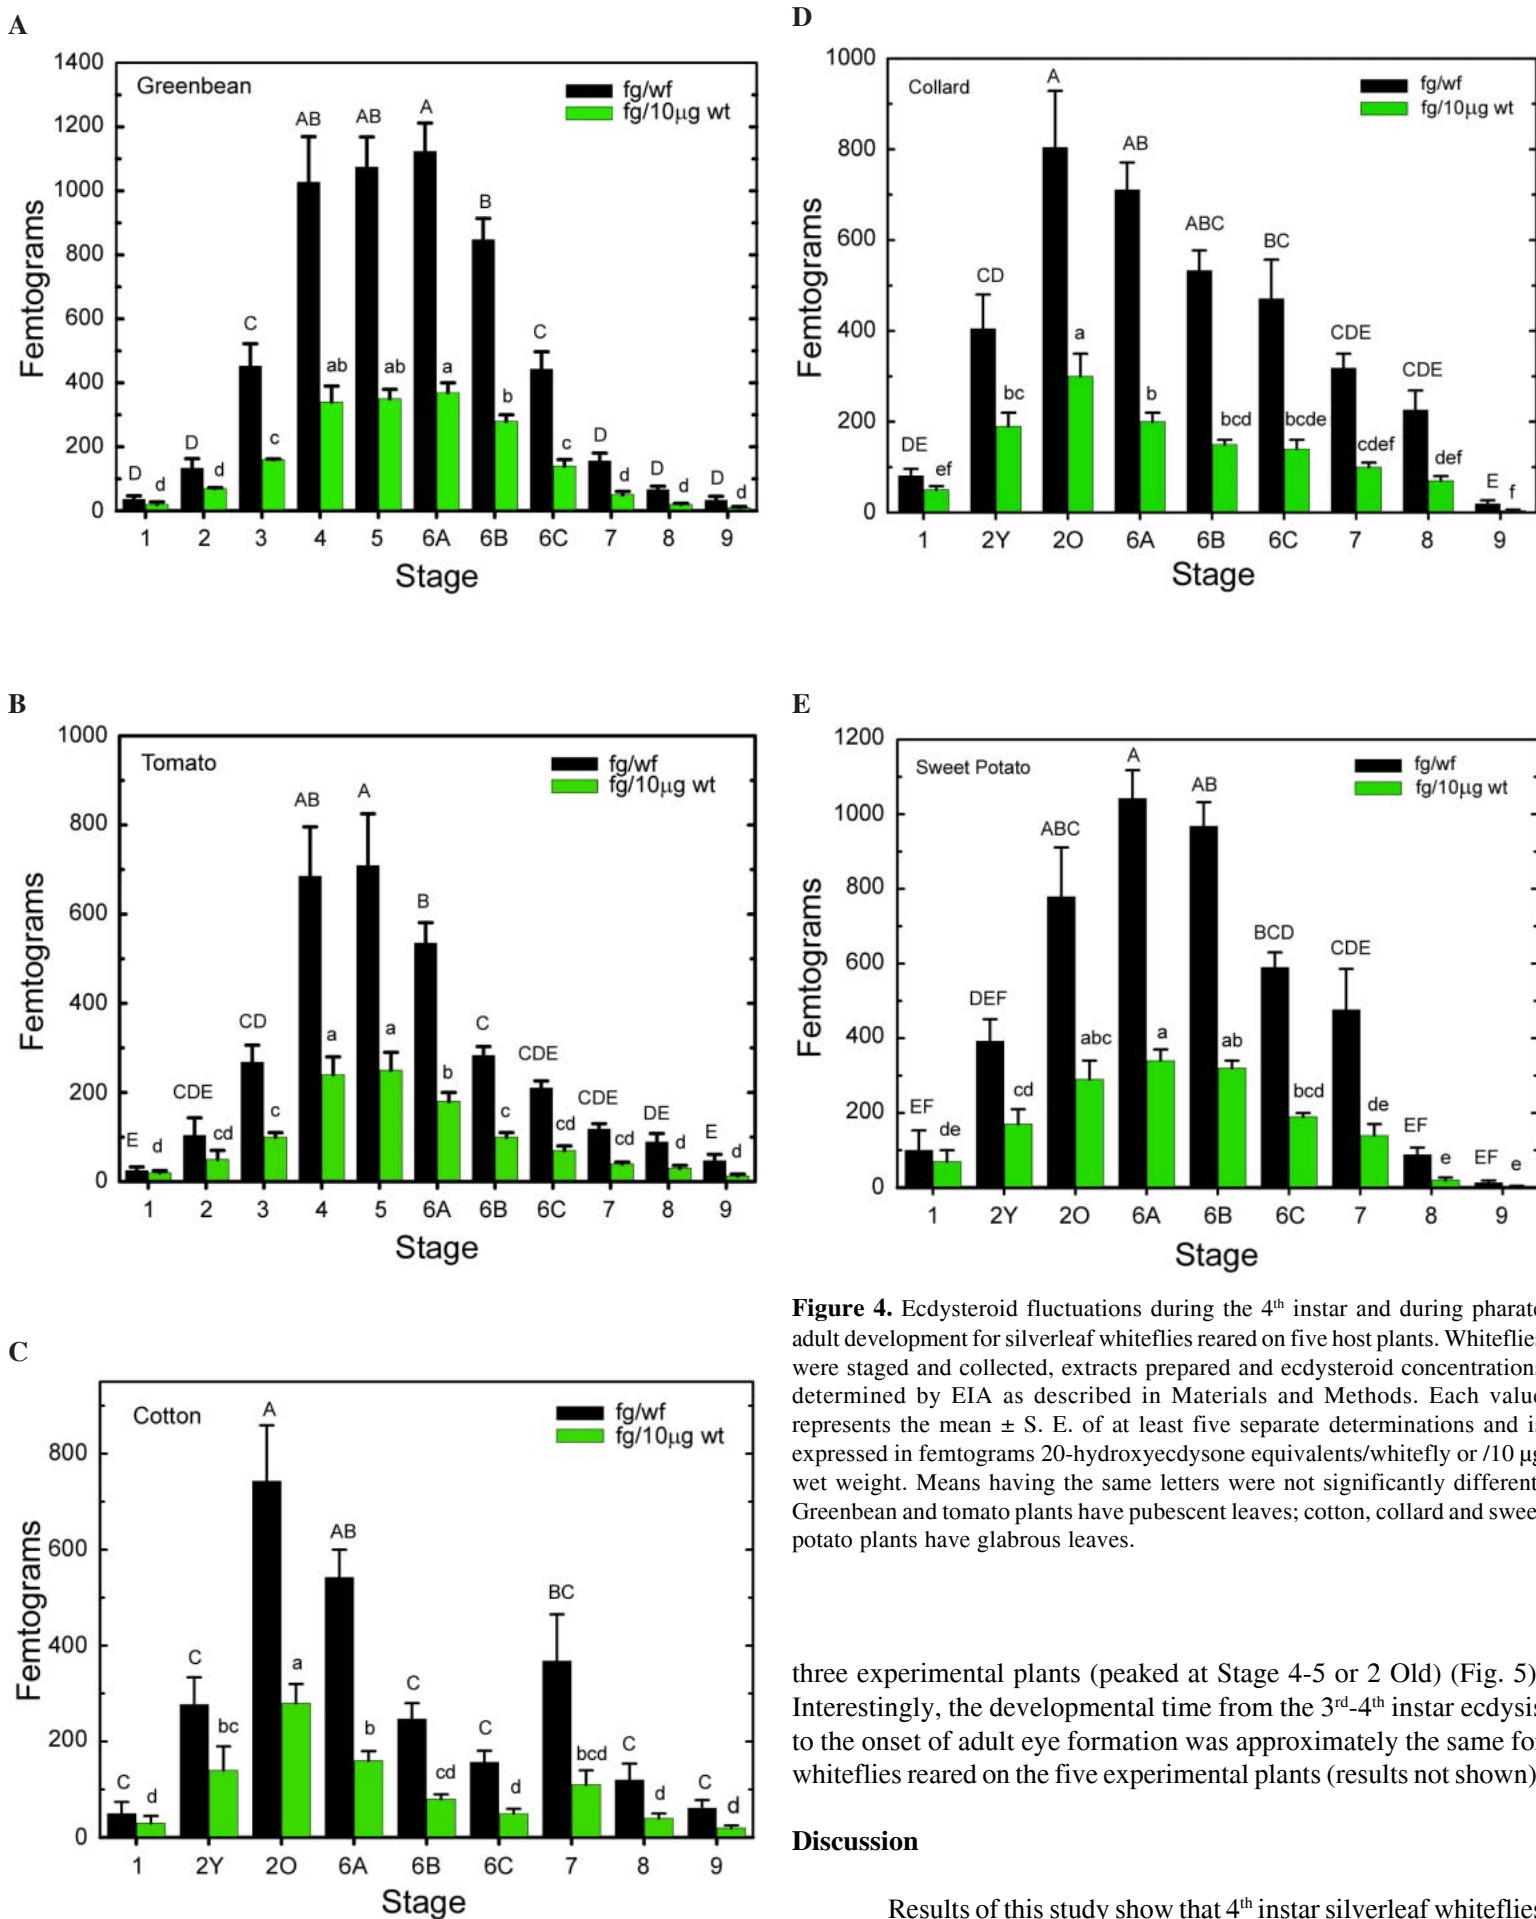 A
Greenbean
fg/wf
fg/10µg wt
Femtograms
1400
1200
1000
800
600
400
200
0
D d D d C c AB ab AB ab A a B b C c D d D d D d
1 2 3 4 5 6A 6B 6C 7 8 9
Stage
B
Tomato
fg/wf
fg/10µg wt
Femtograms
1000
800
600
400
200
0
E d CDE cd CD c AB a A a B b C c CDE cd CDE cd DE d E d
1 2 3 4 5 6A 6B 6C 7 8 9
Stage
C
Cotton
fg/wf
fg/10µg wt
Femtograms
800
600
400
200
0
C d C bc A a AB b C cd C d BC bcd C d C d
1 2Y 2O 6A 6B 6C 7 8 9
Stage
D
Collard
fg/wf
fg/10µg wt
Femtograms
1000
800
600
400
200
0
DE ef CD bc A a AB b ABC bcd BC bcde CDE cdef CDE def E f
1 2Y 2O 6A 6B 6C 7 8 9
Stage
E
Sweet Potato
fg/wf
fg/10µg wt
Femtograms
1200
1000
800
600
400
200
0
EF de DEF cd ABC abc A a AB ab BCD bcd CDE de EF e EF e
1 2Y 2O 6A 6B 6C 7 8 9
Stage
Figure 4. Ecdysteroid fluctuations during the 4th instar and during pharate
adult development for silverleaf whiteflies reared on five host plants. Whiteflies
were staged and collected, extracts prepared and ecdysteroid concentrations
determined by EIA as described in Materials and Methods. Each value
represents the mean ± S. E. of at least five separate determinations and is
expressed in femtograms 20-hydroxyecdysone equivalents/whitefly or /10 µg
wet weight. Means having the same letters were not significantly different.
Greenbean and tomato plants have pubescent leaves; cotton, collard and sweet
potato plants have glabrous leaves.
three experimental plants (peaked at Stage 4-5 or 2 Old) (Fig. 5).
Interestingly, the developmental time from the 3rd-4th instar ecdysis
to the onset of adult eye formation was approximately the same for
whiteflies reared on the five experimental plants (results not shown)
Discussion
Results of this study show that 4th instar silverleaf whiteflies